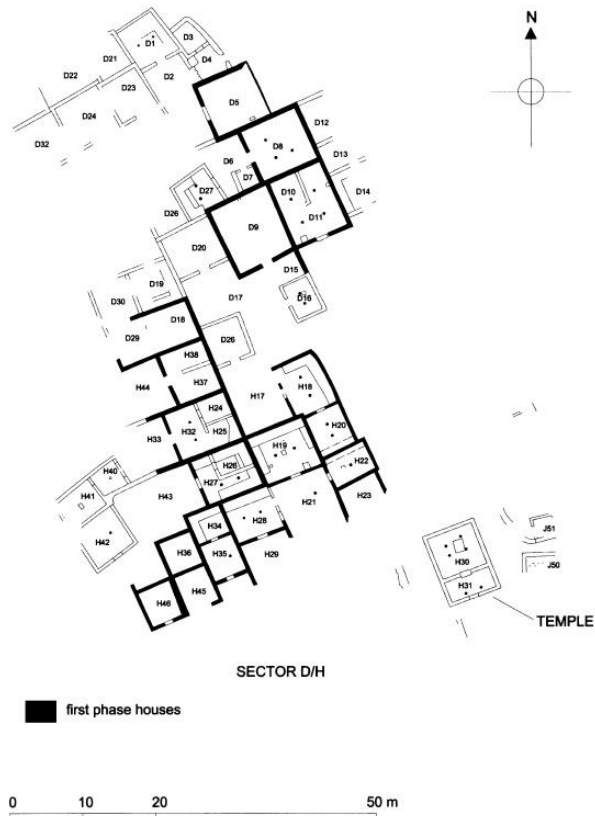 N
D1
D3
D4
D21
D2
D22
D23
D24
D5
D32
D12
D8
D13
D6
D7
D27
D10
D14
D26
D11
D9
D20
D15
D19
D16
D30
D17
D18
D29
D26
H38
H44
H37
H18
H24
H17
H33
H32
H25
H20
H19
H22
H40
H26
H27
H41
H43
H21
H23
H34
H28
H42
H36
H35
H29
H45
H46
J51
H30
J50
H31
TEMPLE
SECTOR D/H
first phase houses
0 10 20 50 m